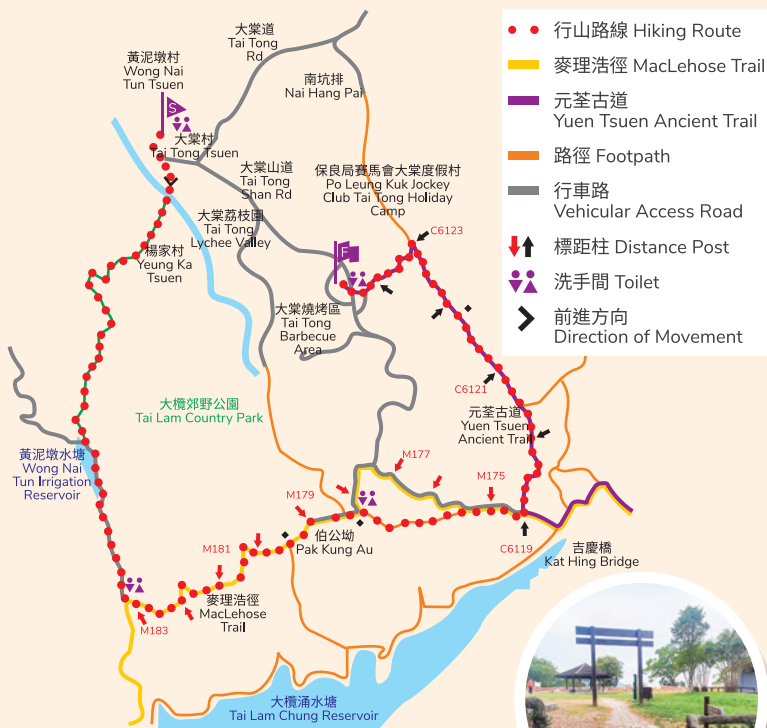 大棠道
Tai Tong
Rd
黃泥墩村
Wong Nai
Tun Tsuen
S
南坑排
Nai Hang Pai
大棠村
Tai Tong Tsuen
大棠山道
Tai Tong
Shan Rd
保良局賽馬會大棠度假村
Po Leung Kuk Jockey
Club Tai Tong Holiday
Camp
大棠荔枝園
Tai Tong
Lychee Valley
C6123
F
楊家村
Yeung Ka
Tsuen
大棠燒烤區
Tai Tong
Barbecue
Area
C6121
大欖郊野公園
Tai Lam Country Park
元荃古道
Yuen Tsuen
Ancient Trail
黃泥墩水塘
Wong Nai
Tun Irrigation
Reservoir
M177
M175
M179
伯公坳
Pak Kung Au
M181
C6119
吉慶橋
Kat Hing Bridge
麥理浩徑
MacLehose
Trail
M183
大欖涌水塘
Tai Lam Chung Reservoir
行山路線 Hiking Route
麥理浩徑 MacLehose Trail
元荃古道
Yuen Tsuen Ancient Trail
路徑 Footpath
行車路
Vehicular Access Road
標距柱 Distance Post
洗手間 Toilet
前進方向
Direction of Movement